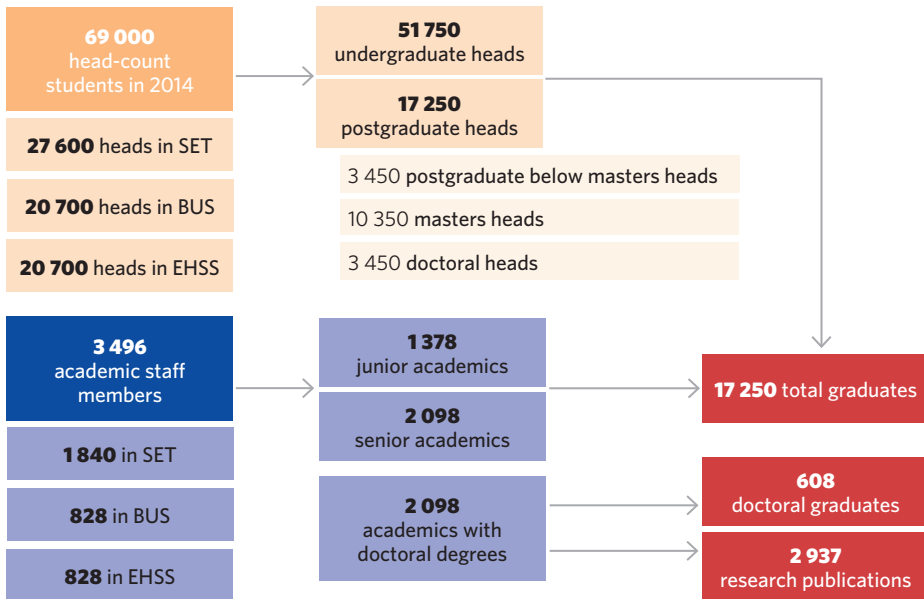 69 000
head-count
students in 2014
27 600 heads in SET
20 700 heads in BUS
20 700 heads in EHSS
51 750
undergraduate heads
17 250
postgraduate heads
3 450 postgraduate below masters heads
10 350 masters heads
3 450 doctoral heads
3 496
academic staff
members
1 840 in SET
828 in BUS
828 in EHSS
1 378
junior academics
2 098
senior academics
2 098
academics with
doctoral degrees
17 250 total graduates
608
doctoral graduates
2 937
research publications